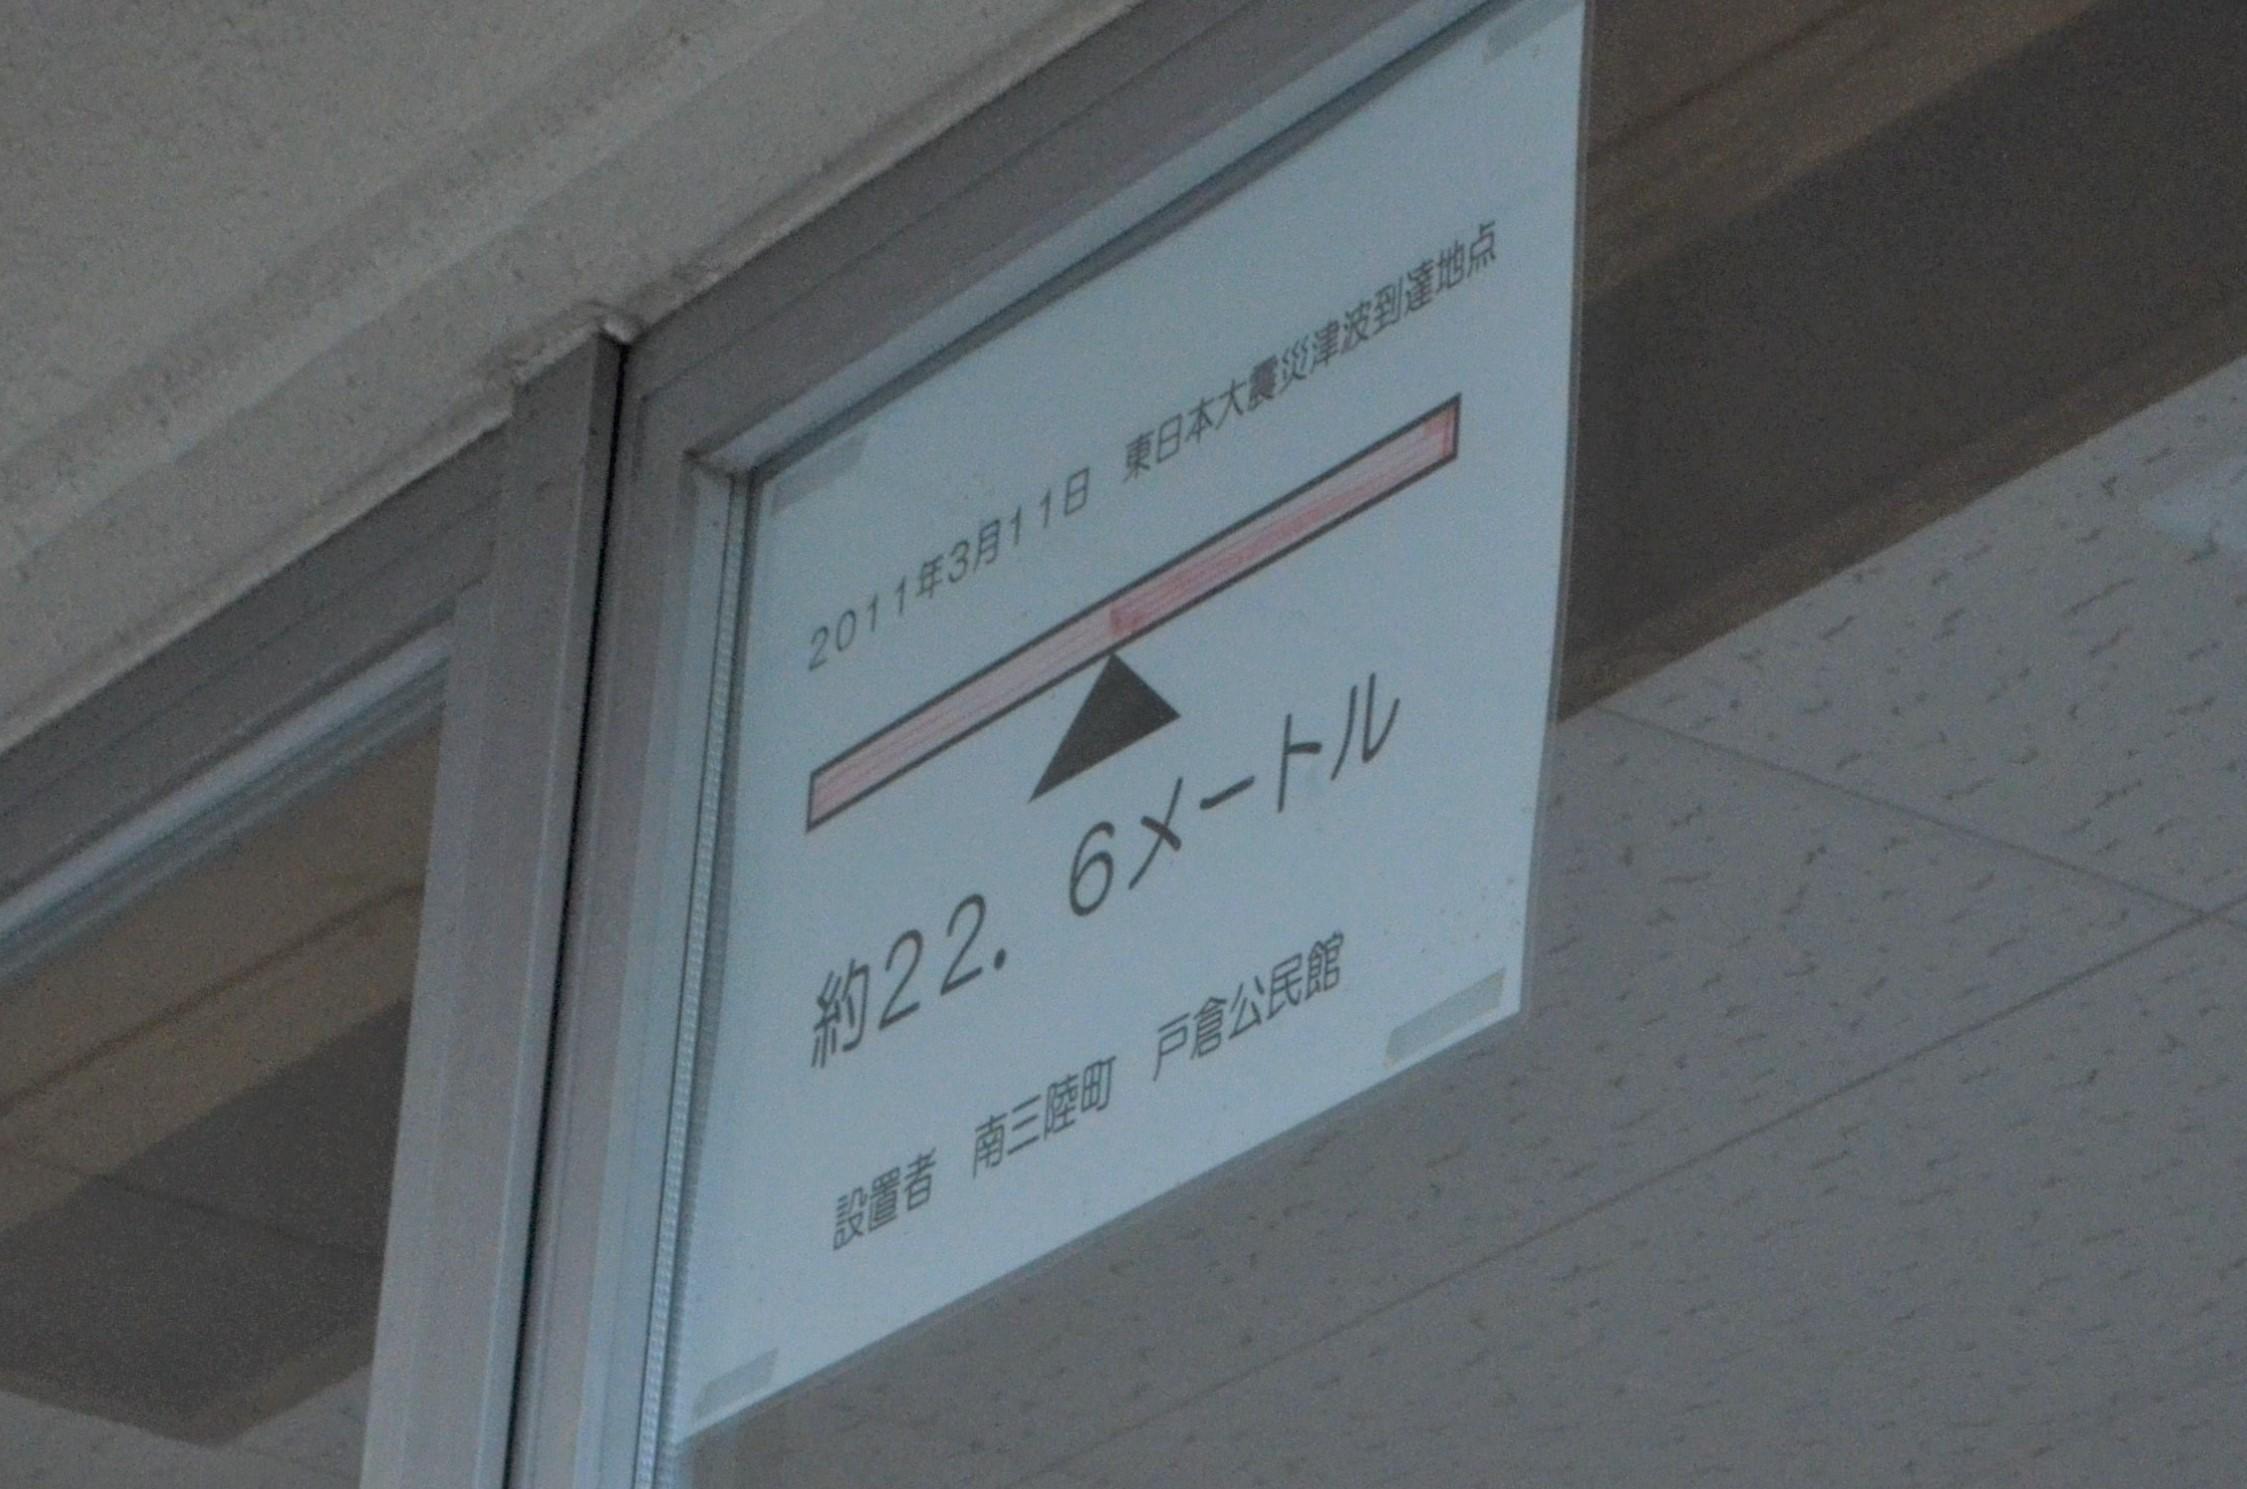 2011年3月11日　東日本大震災津波到達地点
約22.6メートル
設置者　南三陸町　戸倉公民館